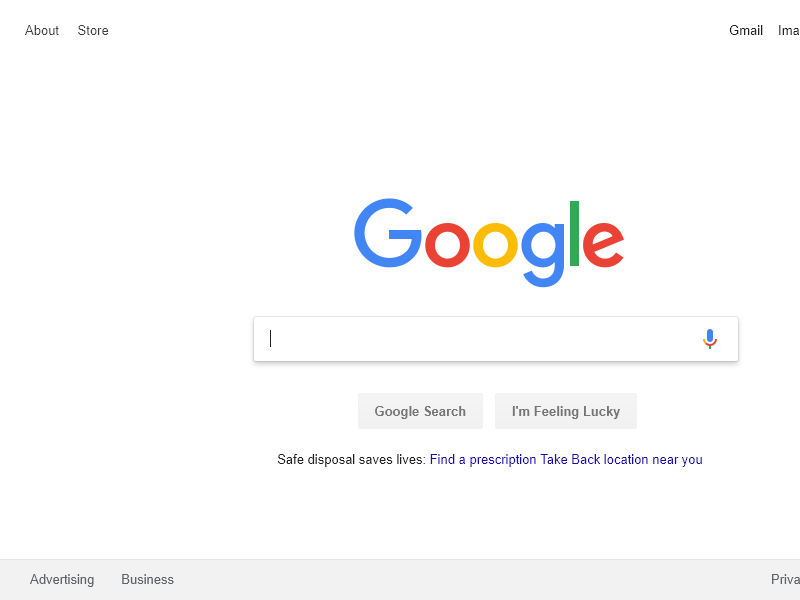 About Store
Gmail Ima
Google
Google Search
I'm Feeling Lucky
Safe disposal saves lives: Find a prescription Take Back location near you
Advertising Business
Priva